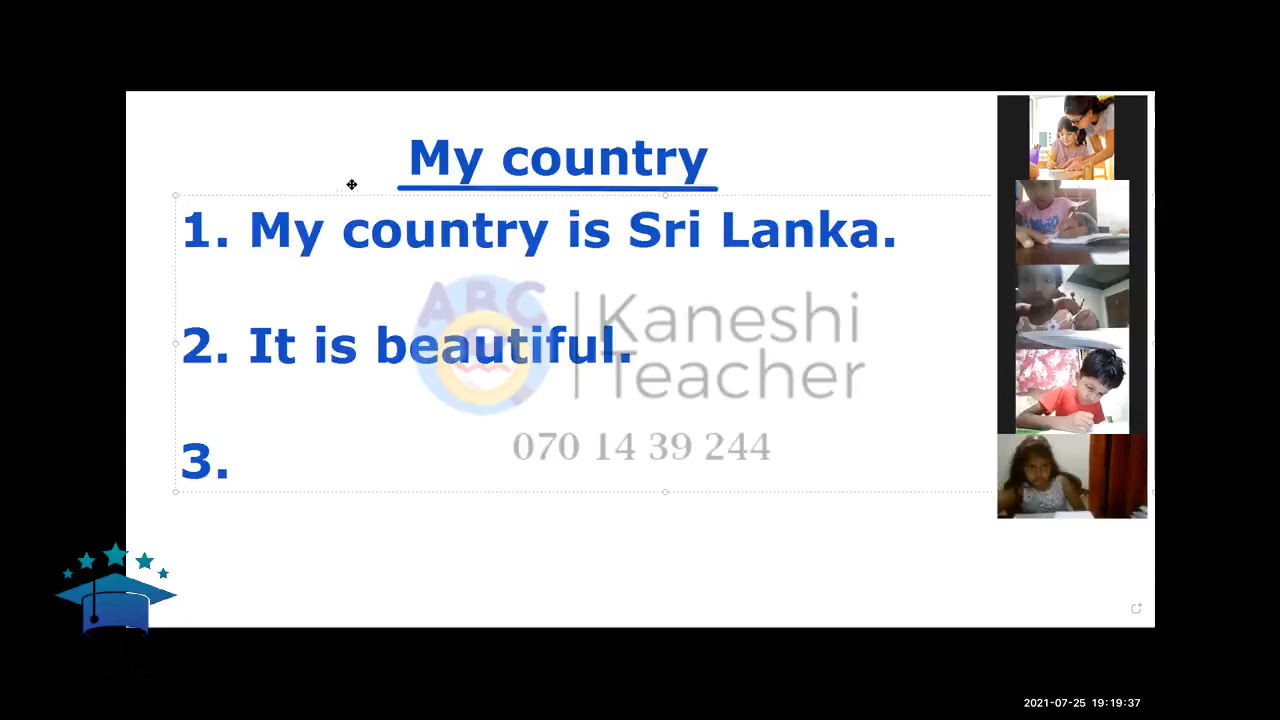 My country
1. My country is Sri Lanka.
2. It is beautiful.
3.
ABC
Kaneshi
Teacher
070 14 39 244
2021-07-25 19:19:37